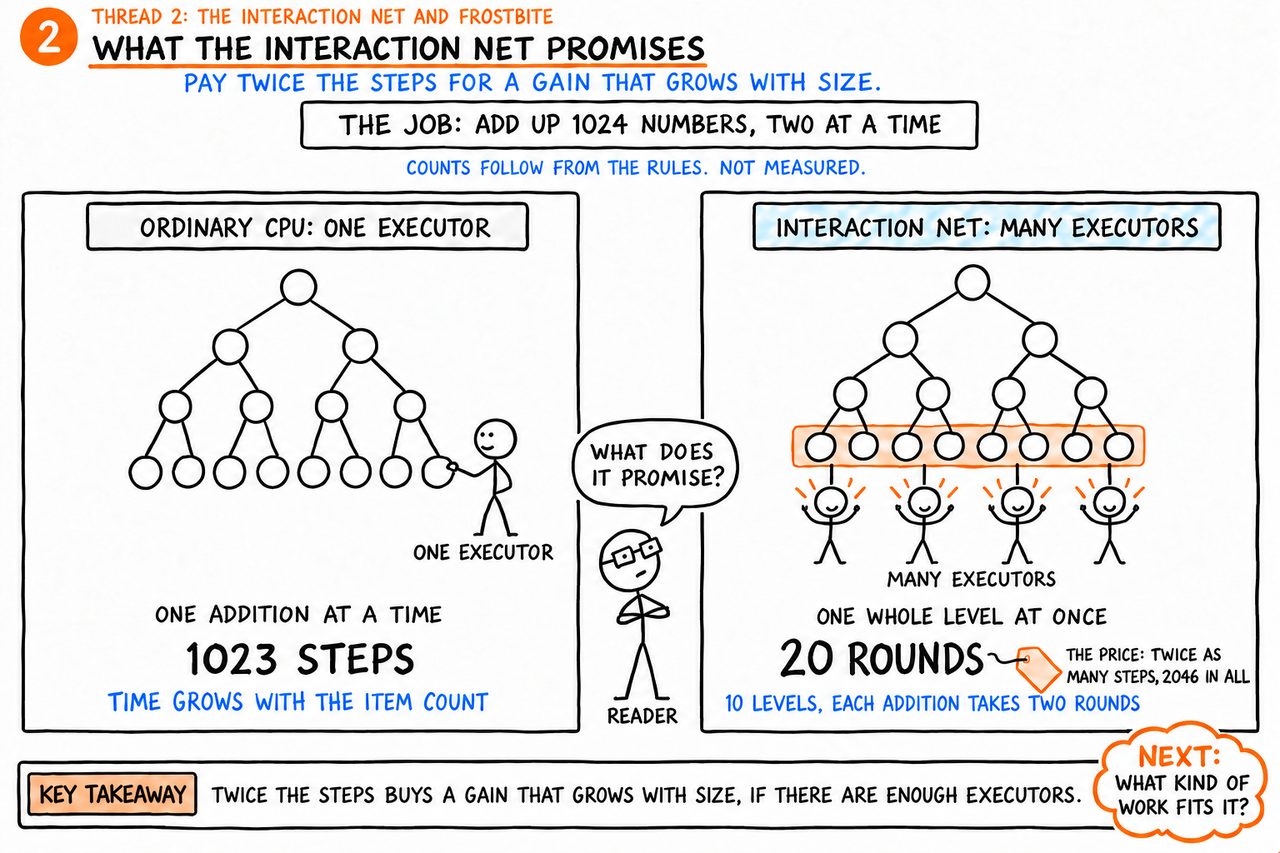 2
THREAD 2: THE INTERACTION NET AND FROSTBITE
WHAT THE INTERACTION NET PROMISES
PAY TWICE THE STEPS FOR A GAIN THAT GROWS WITH SIZE.
THE JOB: ADD UP 1024 NUMBERS, TWO AT A TIME
COUNTS FOLLOW FROM THE RULES. NOT MEASURED.
ORDINARY CPU: ONE EXECUTOR
ONE EXECUTOR
ONE ADDITION AT A TIME
1023 STEPS
TIME GROWS WITH THE ITEM COUNT
WHAT DOES
IT PROMISE?
READER
INTERACTION NET: MANY EXECUTORS
MANY EXECUTORS
ONE WHOLE LEVEL AT ONCE
20 ROUNDS
THE PRICE: TWICE AS
MANY STEPS, 2046 IN ALL
10 LEVELS, EACH ADDITION TAKES TWO ROUNDS
KEY TAKEAWAY
TWICE THE STEPS BUYS A GAIN THAT GROWS WITH SIZE, IF THERE ARE ENOUGH EXECUTORS.
NEXT:
WHAT KIND OF
WORK FITS IT?